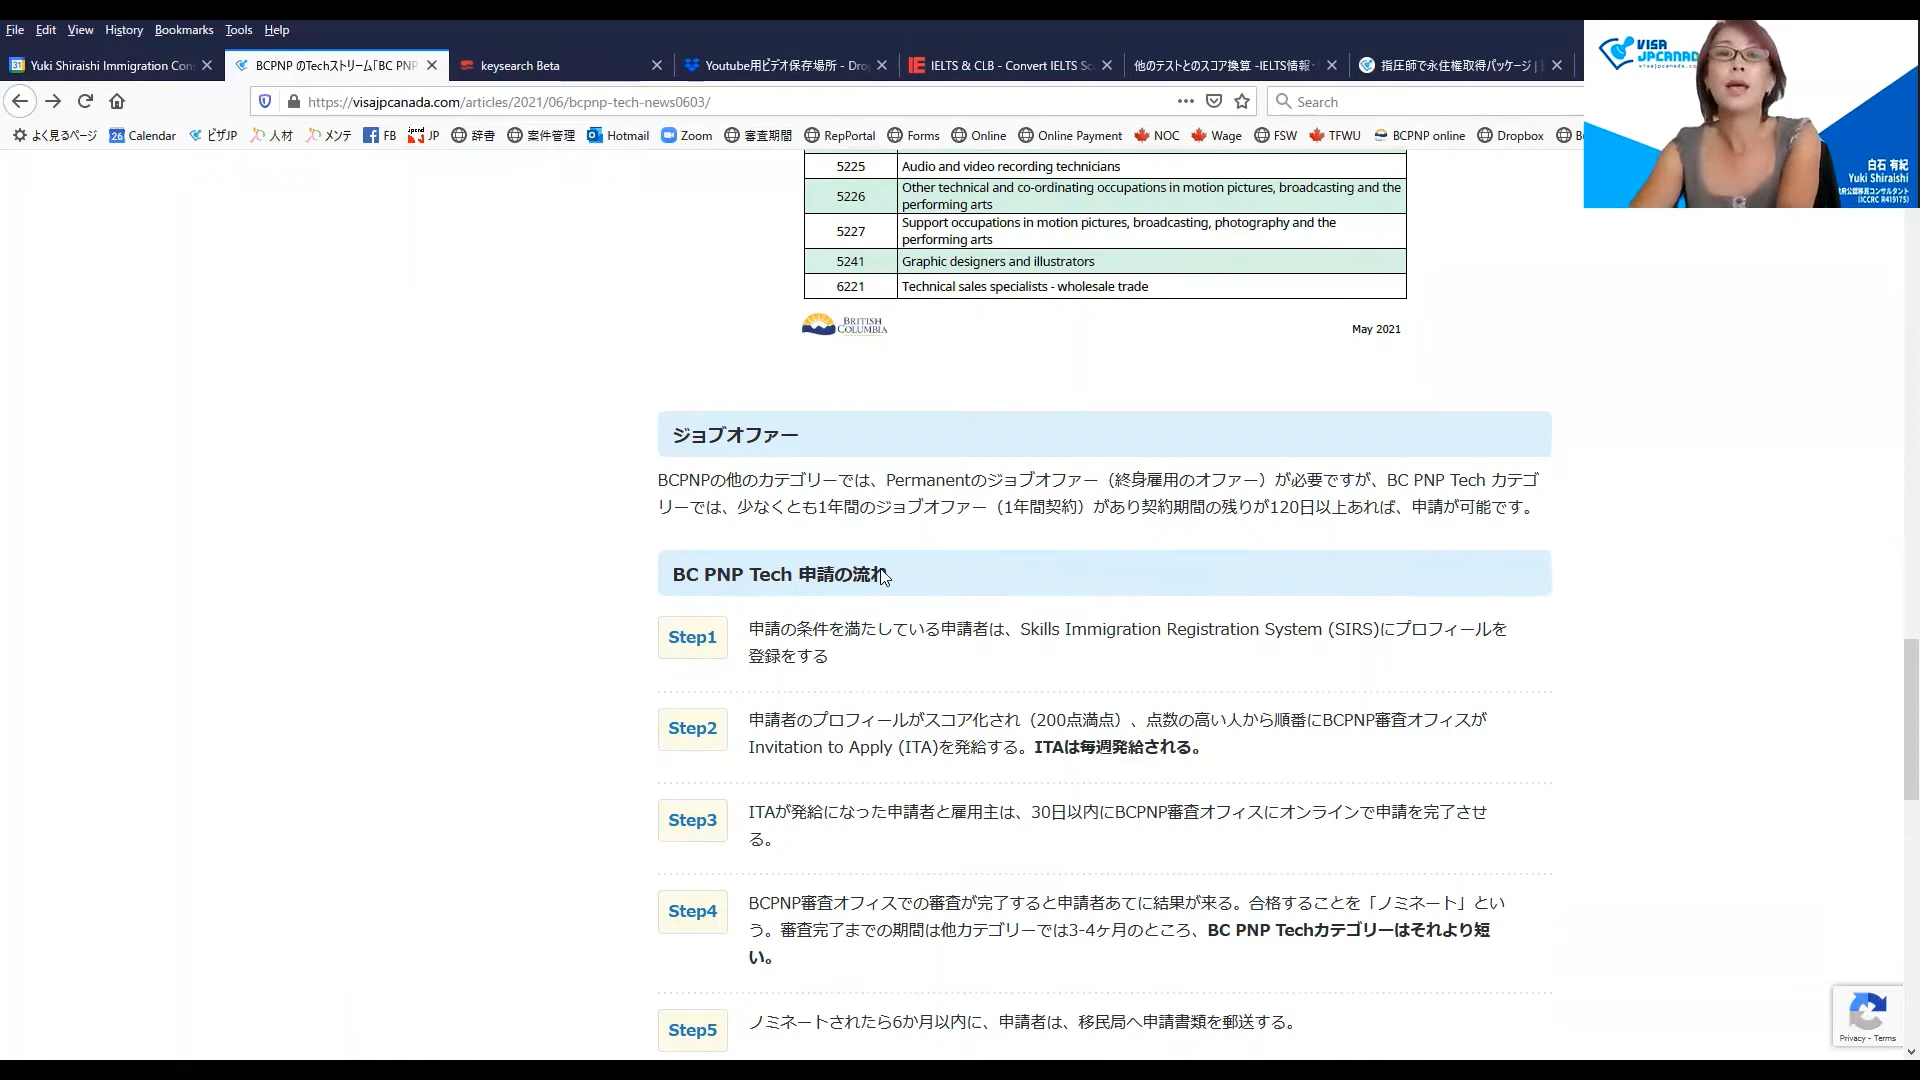 File Edit View History Bookmarks Tools Help
Yuki Shiraishi Immigration Con
BCPNP のTechストリーム「BC PNP
keysearch Beta
Youtube用ビデオ保存場所 - Dro
IELTS & CLB - Convert IELTS Sc
他のテストとのスコア換算 -IELTS情報
指圧師で永住権取得パッケージ |
https://visajpcanada.com/articles/2021/06/bcpnp-tech-news0603/
Search
よく見るページ Calendar ビザJP 人材 メンテ FB JP 辞書 案件管理 Hotmail Zoom 審査期間 RepPortal Forms Online Online Payment NOC Wage FSW TFWU BCPNP online Dropbox
VISA
JPCANAD
visajpcanada.com
白石 有紀
Yuki Shiraishi
府公認移民コンサルタント
(ICCRC R419175)
5225 Audio and video recording technicians
5226 Other technical and co-ordinating occupations in motion pictures, broadcasting and the
performing arts
5227 Support occupations in motion pictures, broadcasting, photography and the
performing arts
5241 Graphic designers and illustrators
6221 Technical sales specialists - wholesale trade
BRITISH
COLUMBIA
May 2021
ジョブオファー
BCPNPの他のカテゴリーでは、Permanentのジョブオファー（終身雇用のオファー）が必要ですが、BC PNP Tech カテゴ
リーでは、少なくとも1年間のジョブオファー（1年間契約）があり契約期間の残りが120日以上あれば、申請が可能です。
BC PNP Tech 申請の流れ
Step1 申請の条件を満たしている申請者は、Skills Immigration Registration System (SIRS)にプロフィールを
登録をする
Step2 申請者のプロフィールがスコア化され（200点満点）、点数の高い人から順番にBCPNP審査オフィスが
Invitation to Apply (ITA)を発給する。ITAは毎週発給される。
Step3 ITAが発給になった申請者と雇用主は、30日以内にBCPNP審査オフィスにオンラインで申請を完了させ
る。
Step4 BCPNP審査オフィスでの審査が完了すると申請者あてに結果が来る。合格することを「ノミネート」とい
う。審査完了までの期間は他カテゴリーでは3-4ヶ月のところ、BC PNP Techカテゴリーはそれより短
い。
Step5 ノミネートされたら6か月以内に、申請者は、移民局へ申請書類を郵送する。
Privacy - Terms